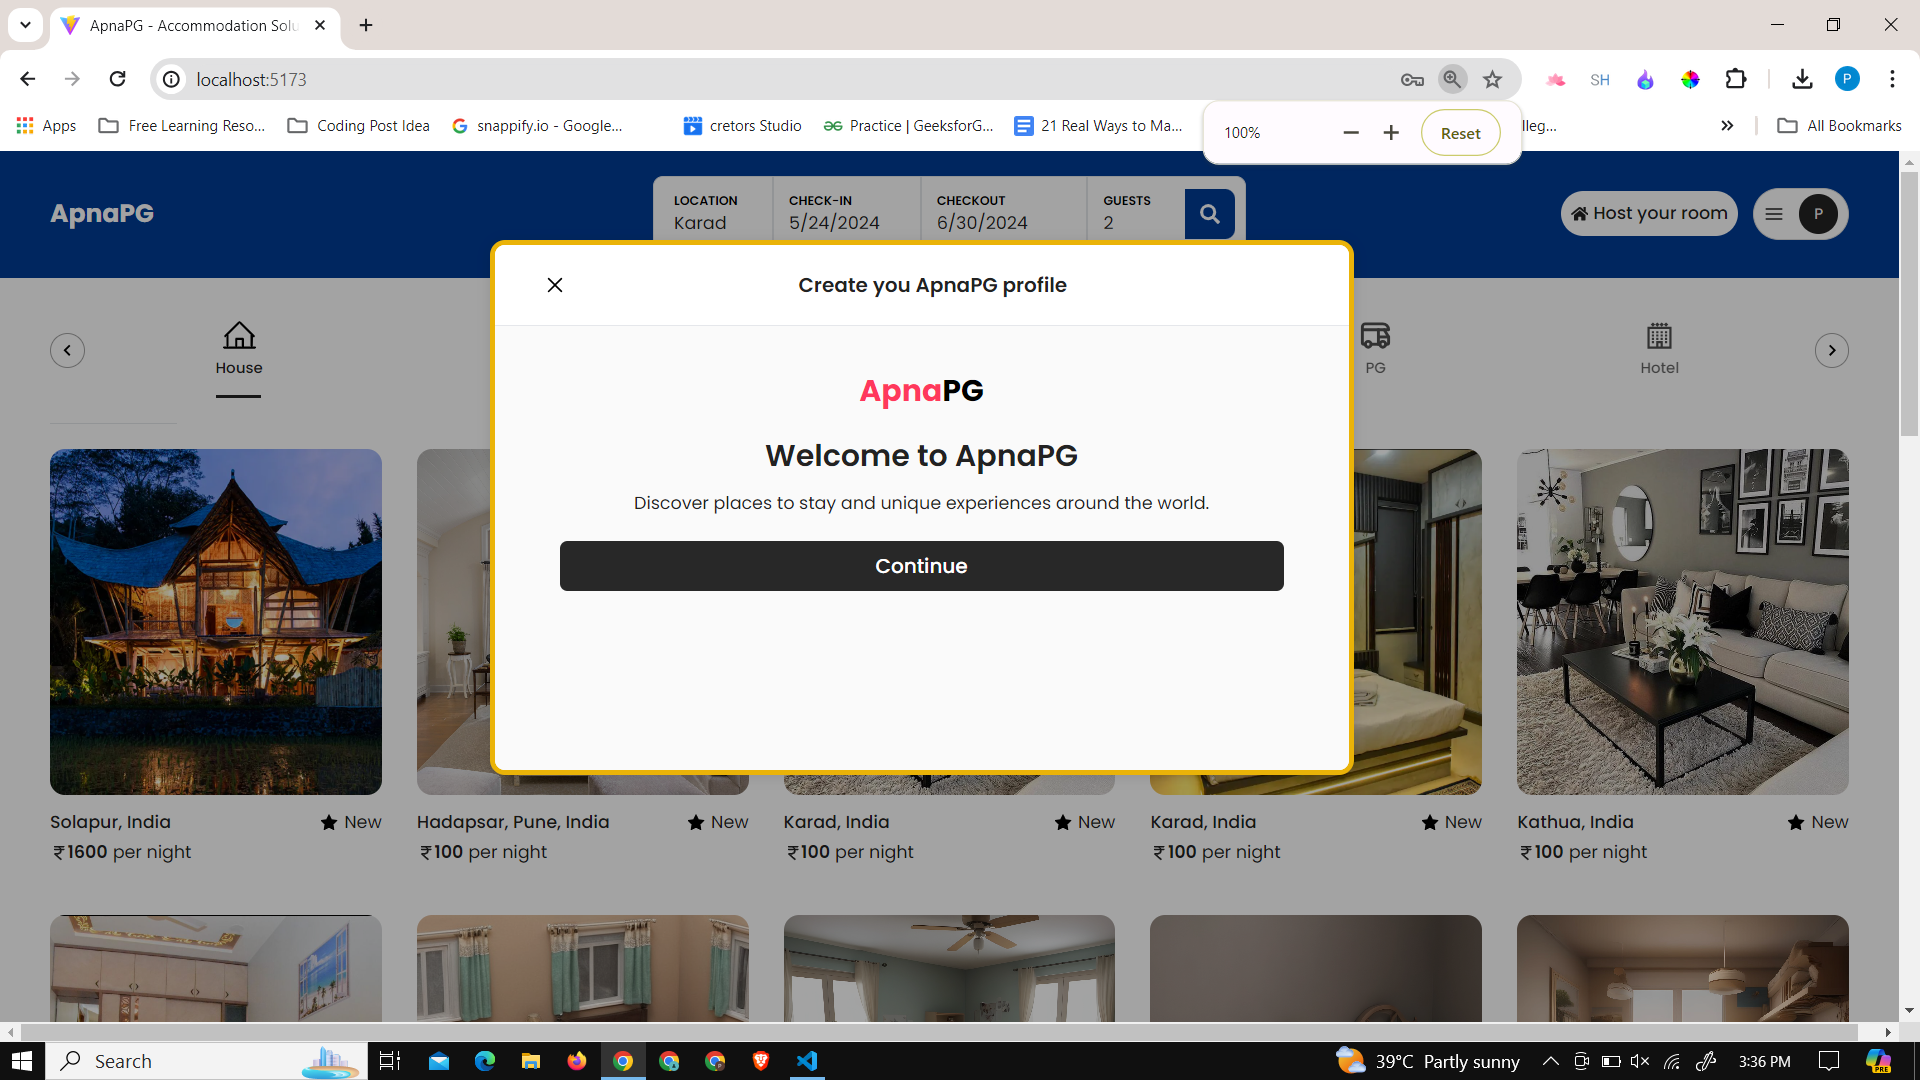 ApnaPG - Accommodation Solu
localhost:5173
SH
P
Apps
Free Learning Reso...
Coding Post Idea
snappify.io - Google...
cretors Studio
Practice | GeeksforG...
21 Real Ways to Ma...
lleg...
All Bookmarks
100%
Reset
ApnaPG
LOCATION
Karad
CHECK-IN
5/24/2024
CHECKOUT
6/30/2024
GUESTS
2
Host your room
P
Create you ApnaPG profile
House
PG
Hotel
ApnaPG
Welcome to ApnaPG
Discover places to stay and unique experiences around the world.
Continue
Solapur, India
New
₹1600 per night
Hadapsar, Pune, India
New
₹100 per night
Karad, India
New
₹100 per night
Karad, India
New
₹100 per night
Kathua, India
New
₹100 per night
Search
39°C Partly sunny
3:36 PM
PRE